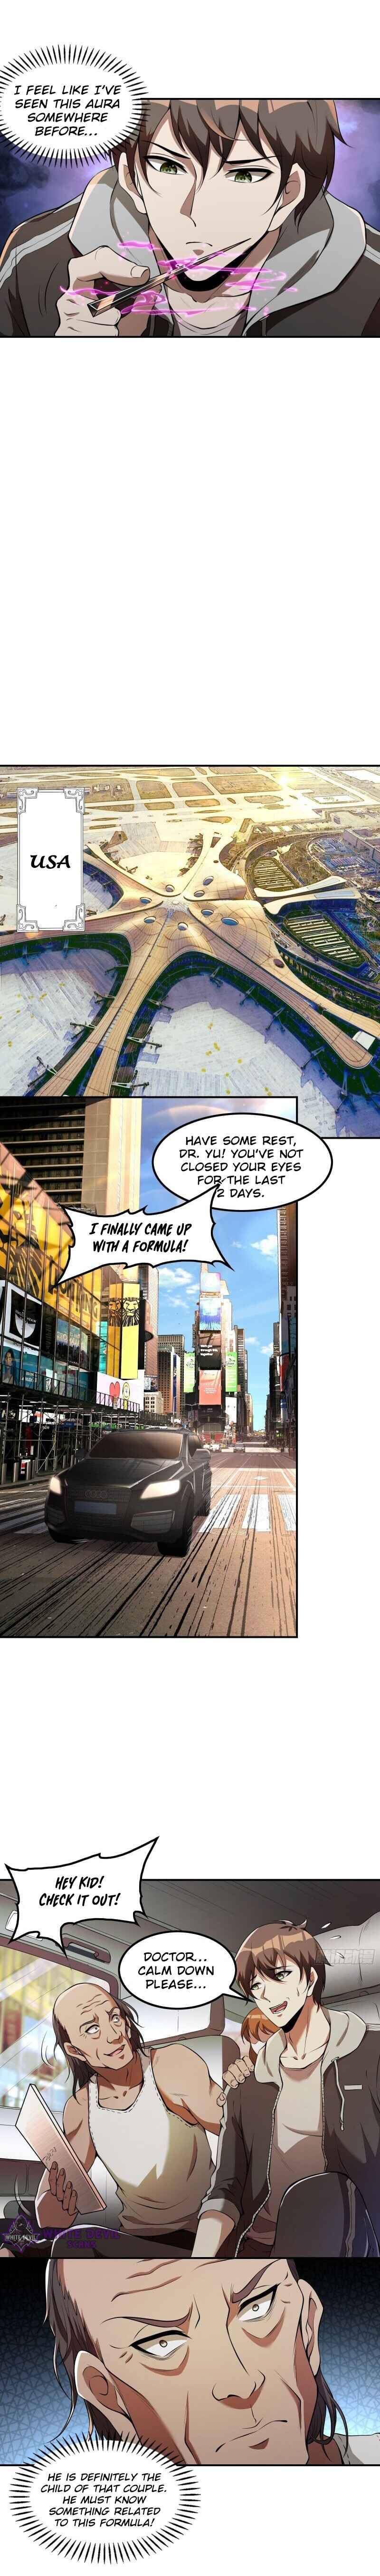 I FEEL LIKE I'VE
SEEN THIS AURA
SOMEWHERE
BEFORE...
USA
HAVE SOME REST,
DR. YU! YOU'VE NOT
CLOSED YOUR EYES
FOR THE LAST
2 DAYS.
I FINALLY CAME UP
WITH A FORMULA!
HEY KID!
CHECK IT OUT!
DOCTOR...
CALM DOWN
PLEASE...
WHITE DEVIL
HE IS DEFINITELY THE
CHILD OF THAT COUPLE.
HE MUST KNOW
SOMETHING RELATED
TO THIS FORMULA!